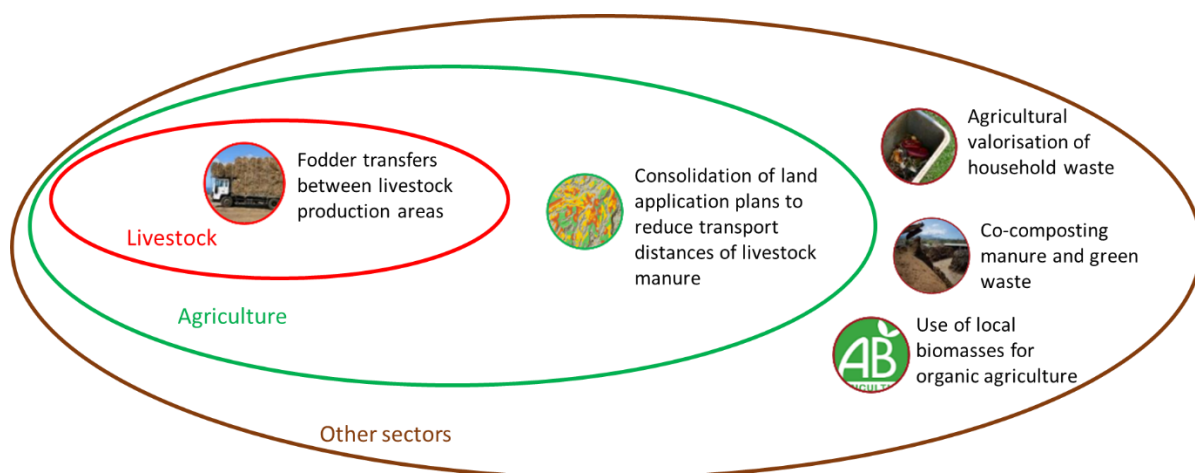 Fodder transfers
between livestock
production areas
Livestock
Consolidation of land
application plans to
reduce transport
distances of livestock
manure
Agriculture
Agricultural
valorisation of
household waste
Co-composting
manure and green
waste
AB
Use of local
biomasses for
organic agriculture
Other sectors